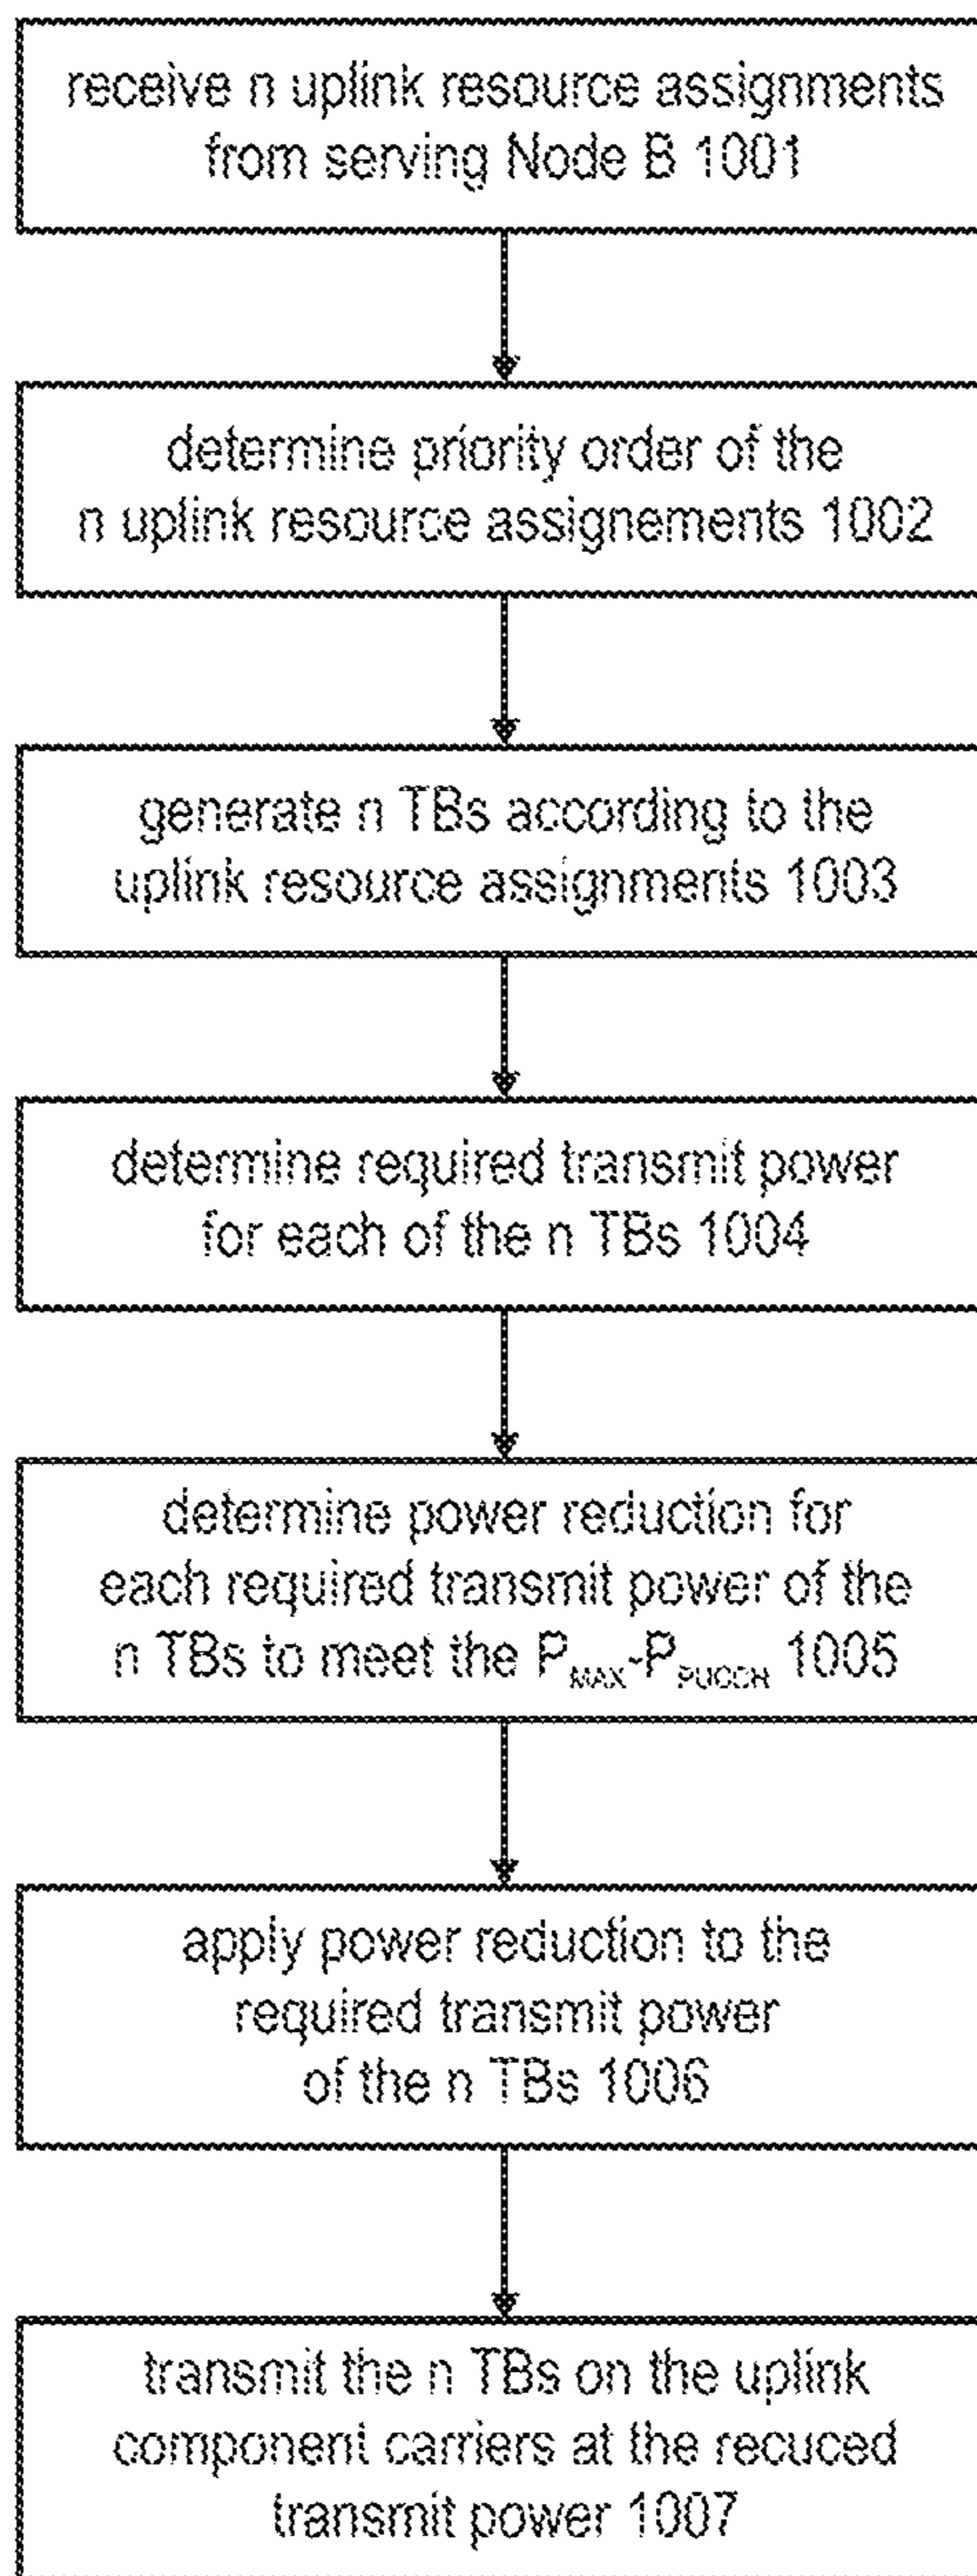 receive n uplink resource assignments
from serving Node B 1001
determine priority order of the
n uplink resource assignements 1002
generate n TBs according to the
uplink resource assignments 1003
determine required transmit power
for each of the n TBs 1004
determine power reduction for
each required transmit power of the
n TBs to meet the P_MAX-P_PUCCH 1005
apply power reduction to the
required transmit power
of the n TBs 1006
transmit the n TBs on the uplink
component carriers at the recuced
transmit power 1007